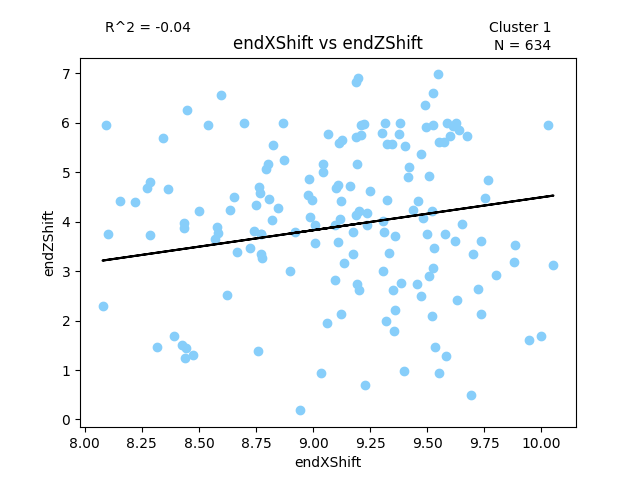 R^2 = -0.04
Cluster 1
endXShift vs endZShift
N = 634
7
6
5
4
3
2
1
0
endZShift
8.00 8.25 8.50 8.75 9.00 9.25 9.50 9.75 10.00
endXShift